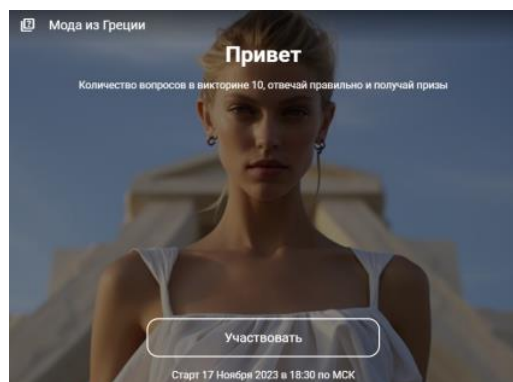 Мода из Греции
Привет
Количество вопросов в викторине 10, отвечай правильно и получай призы
Участвовать
Старт 17 Ноября 2023 в 18:30 по МСК